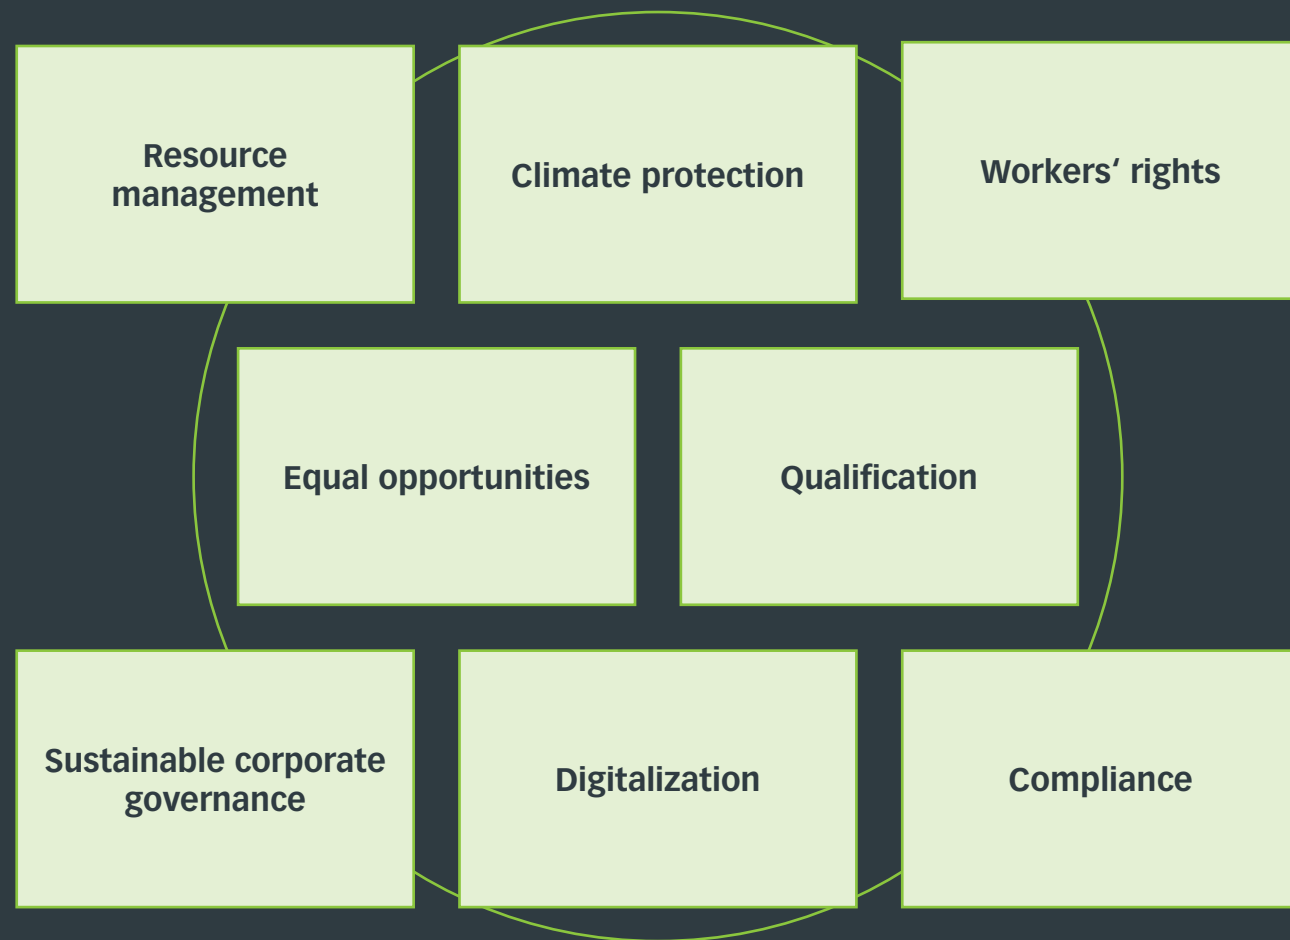 Resource
management
Climate protection
Workers‘ rights
Equal opportunities
Qualification
Sustainable corporate
governance
Digitalization
Compliance